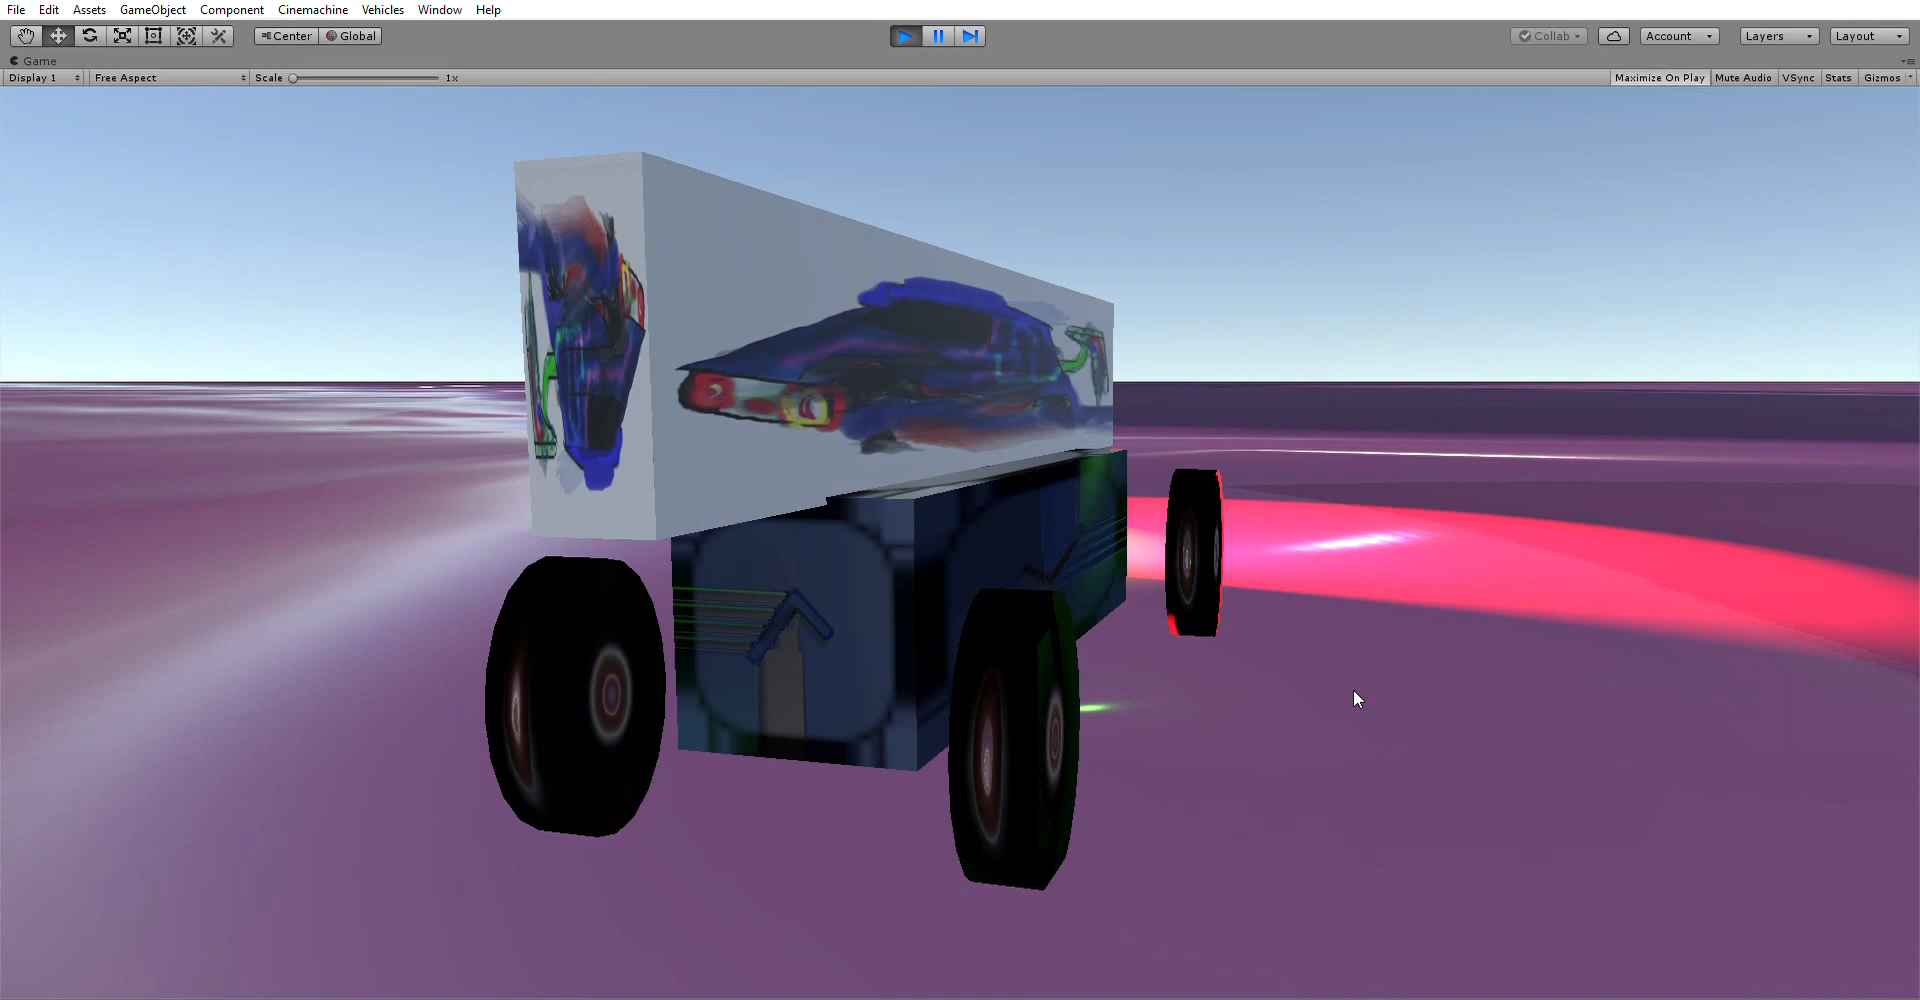 File Edit Assets GameObject Component Cinemachine Vehicles Window Help
Center Global Collab Account Layers Layout
Game
Display 1 Free Aspect Scale 1x Maximize On Play Mute Audio VSync Stats Gizmos